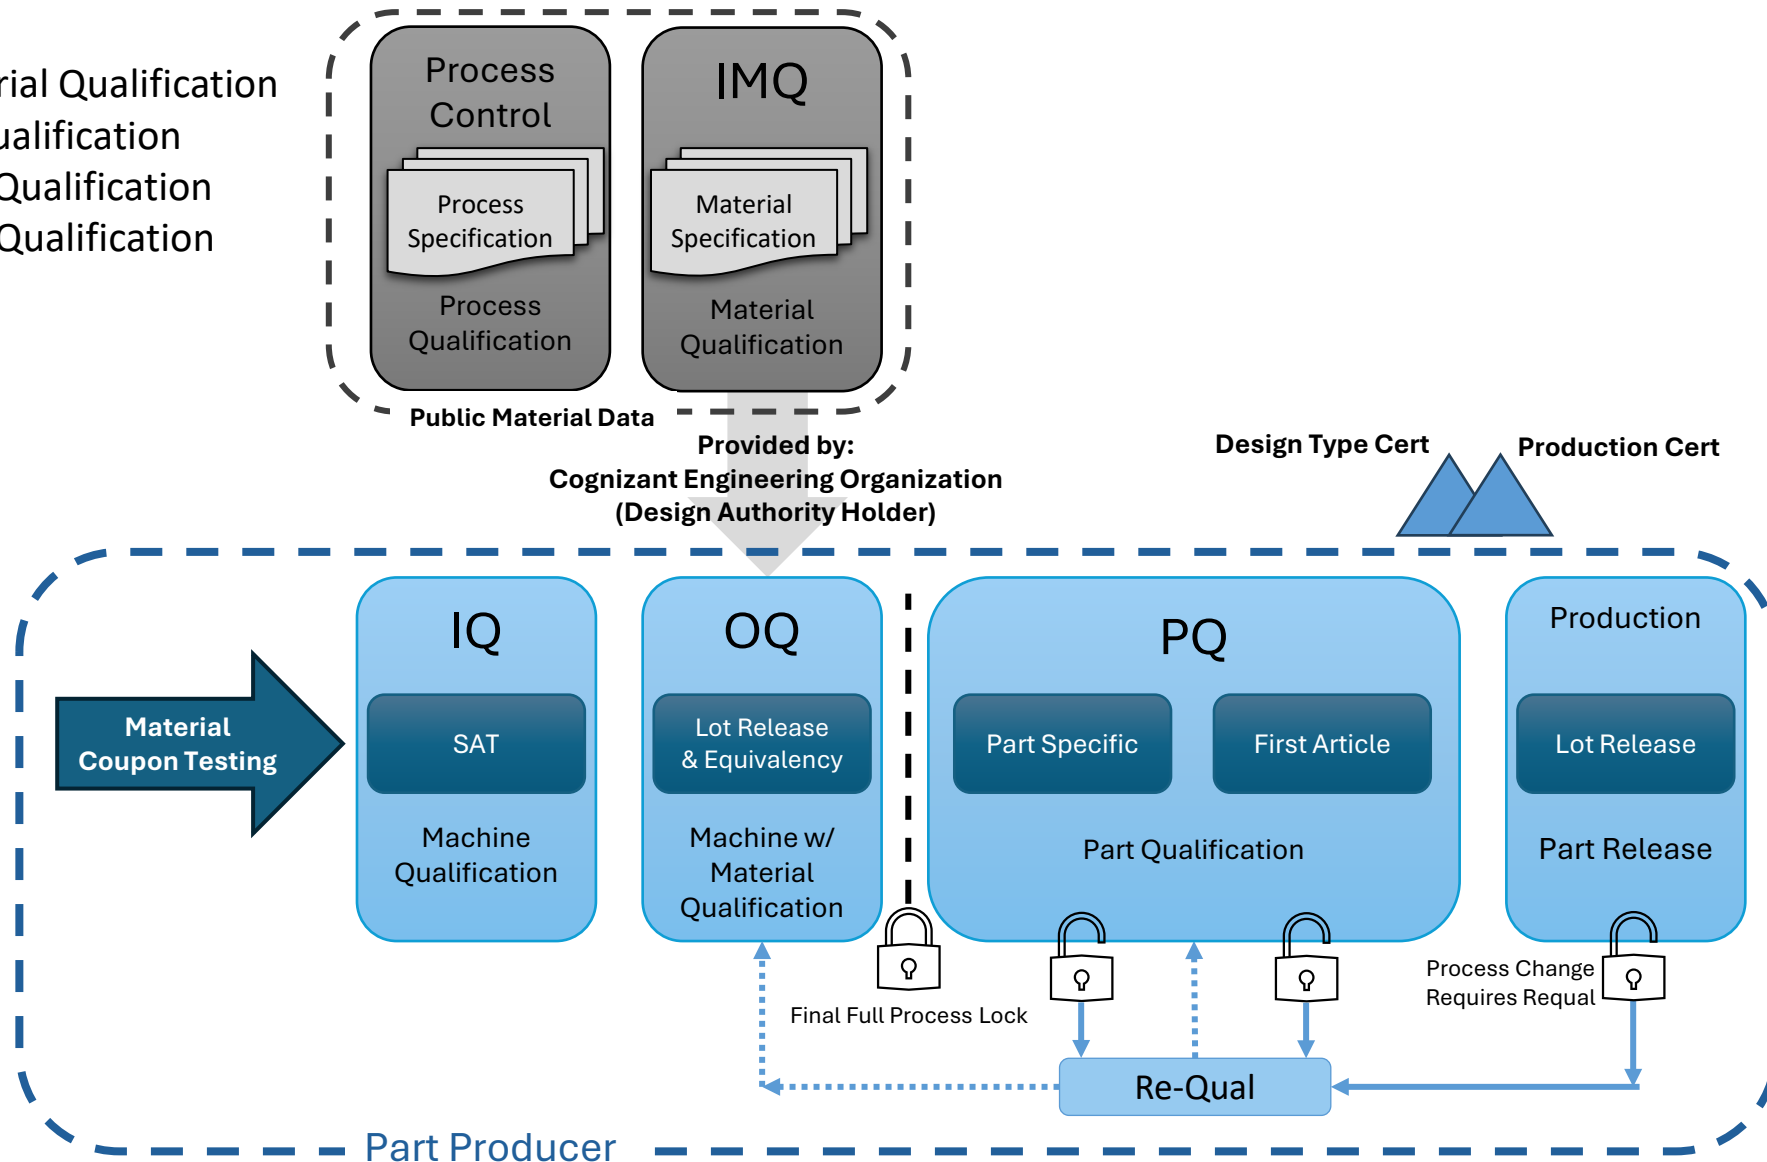 rial Qualification
ualification
Qualification
Qualification
Process
Control
Process
Specification
Process
Qualification
IMQ
Material
Specification
Material
Qualification
Public Material Data
Provided by:
Cognizant Engineering Organization
(Design Authority Holder)
Design Type Cert
Production Cert
Material
Coupon Testing
IQ
SAT
Machine
Qualification
OQ
Lot Release
& Equivalency
Machine w/
Material
Qualification
PQ
Part Specific
First Article
Part Qualification
Production
Lot Release
Part Release
Final Full Process Lock
Process Change
Requires Requal
Re-Qual
Part Producer